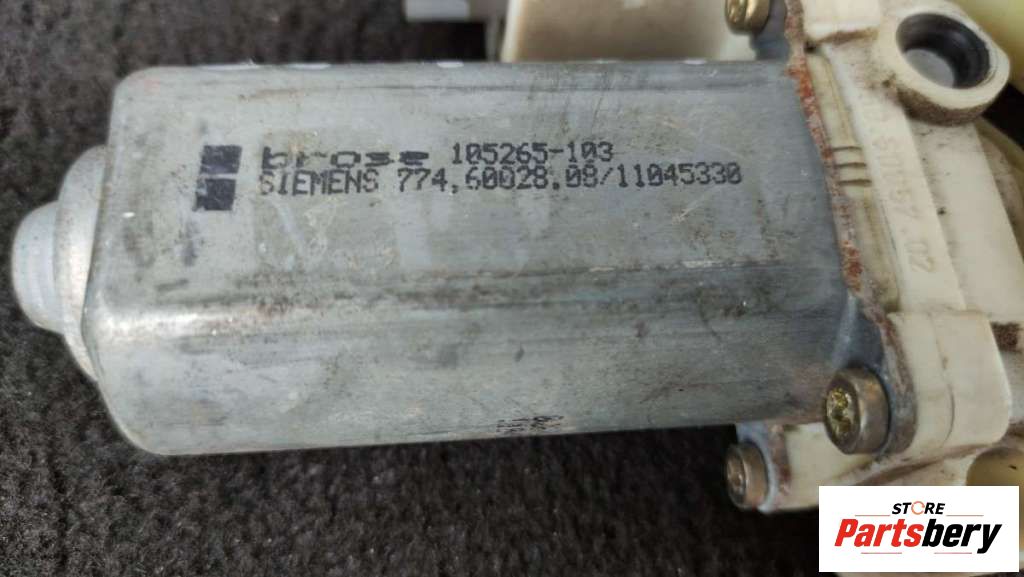 brose 105265-103
SIEMENS 774.60028.08/11045330
STORE
Partsbery